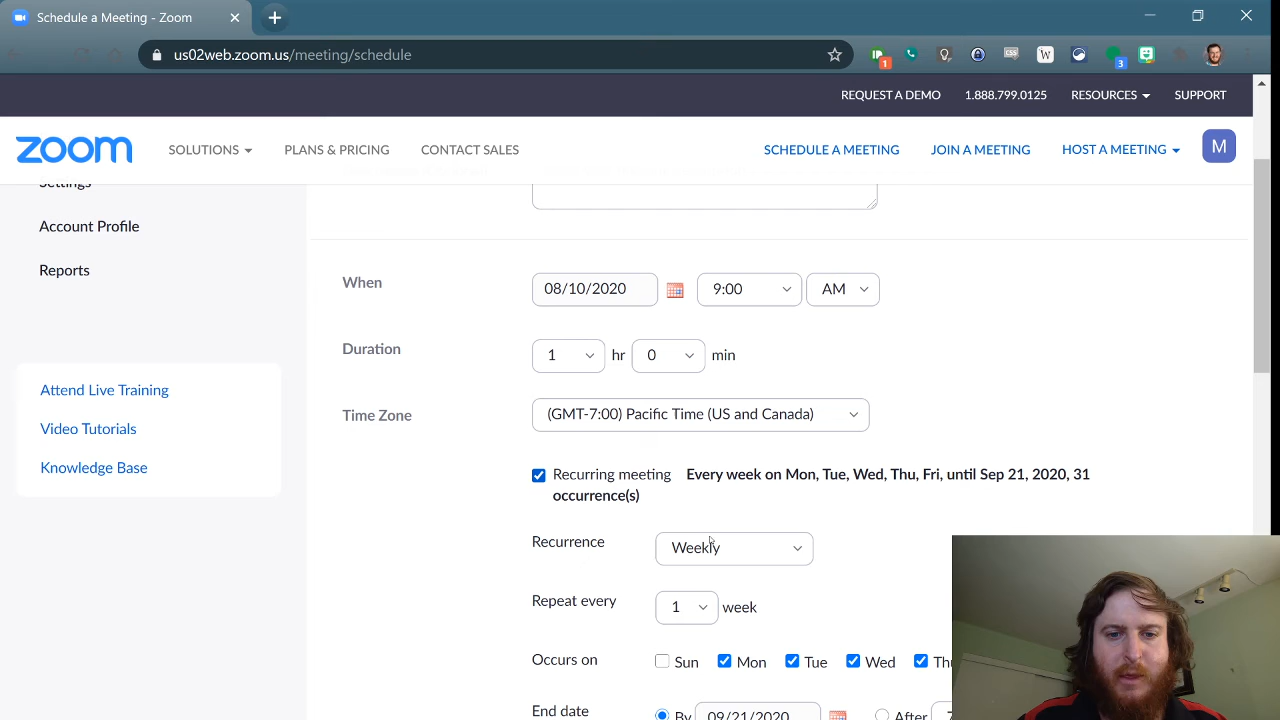 Schedule a Meeting - Zoom
us02web.zoom.us/meeting/schedule
1
CSS
W
3
REQUEST A DEMO 1.888.799.0125 RESOURCES SUPPORT
zoom SOLUTIONS PLANS & PRICING CONTACT SALES SCHEDULE A MEETING JOIN A MEETING HOST A MEETING M
Settings
Account Profile
Reports
Attend Live Training
Video Tutorials
Knowledge Base
When 08/10/2020 9:00 AM
Duration 1 hr 0 min
Time Zone (GMT-7:00) Pacific Time (US and Canada)
Recurring meeting Every week on Mon, Tue, Wed, Thu, Fri, until Sep 21, 2020, 31
occurrence(s)
Recurrence Weekly
Repeat every 1 week
Occurs on Sun Mon Tue Wed Thu
End date By 09/21/2020 After